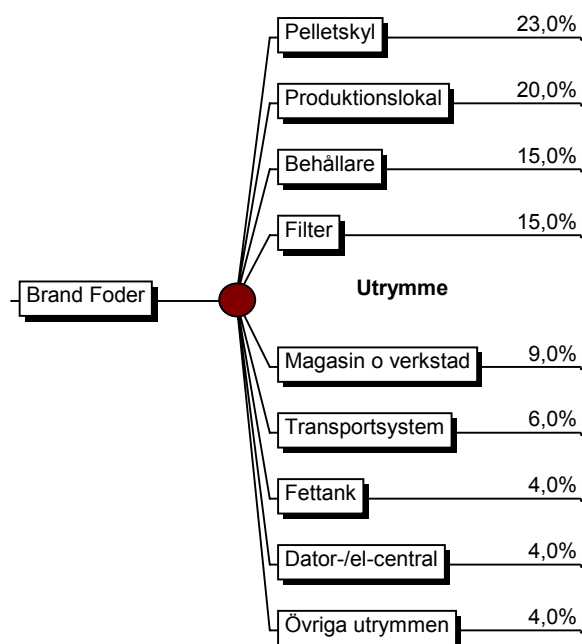 Pelletskyl 23,0%
Produktionslokal 20,0%
Behållare 15,0%
Filter 15,0%
Brand Foder
Utrymme
Magasin o verkstad 9,0%
Transportsystem 6,0%
Fettank 4,0%
Dator-/el-central 4,0%
Övriga utrymmen 4,0%